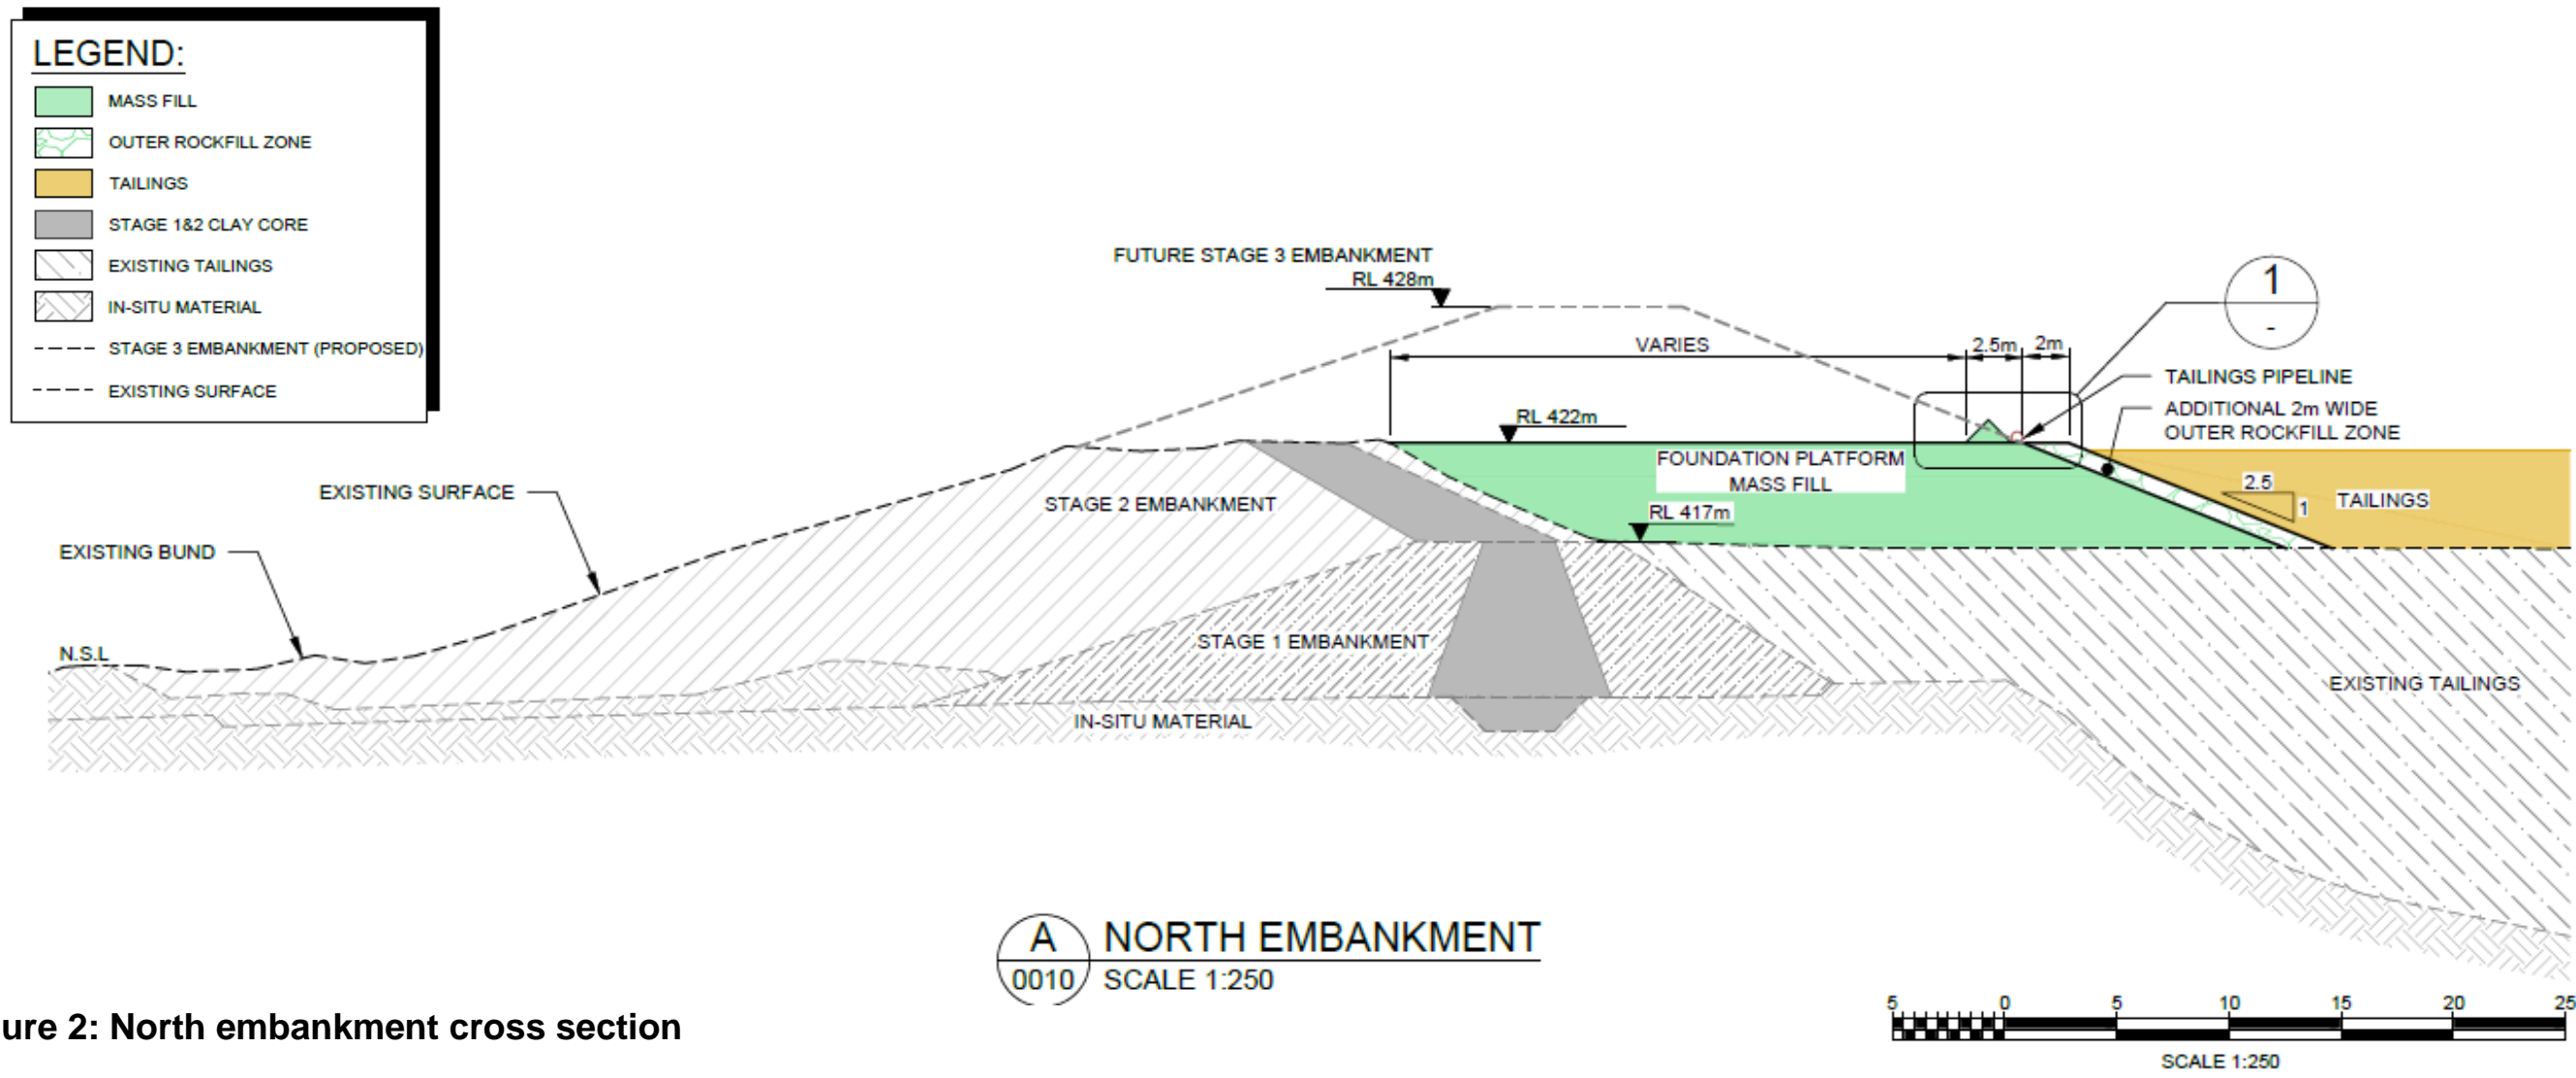 LEGEND:
MASS FILL
OUTER ROCKFILL ZONE
TAILINGS
STAGE 1&2 CLAY CORE
EXISTING TAILINGS
IN-SITU MATERIAL
STAGE 3 EMBANKMENT (PROPOSED)
EXISTING SURFACE
FUTURE STAGE 3 EMBANKMENT
RL 428m
1
-
VARIES
2.5m
2m
TAILINGS PIPELINE
ADDITIONAL 2m WIDE
OUTER ROCKFILL ZONE
RL 422m
FOUNDATION PLATFORM
MASS FILL
2.5
1
TAILINGS
EXISTING SURFACE
STAGE 2 EMBANKMENT
RL 417m
EXISTING BUND
N.S.L
STAGE 1 EMBANKMENT
EXISTING TAILINGS
IN-SITU MATERIAL
A
0010
NORTH EMBANKMENT
SCALE 1:250
ure 2: North embankment cross section
5 0 5 10 15 20 25
SCALE 1:250